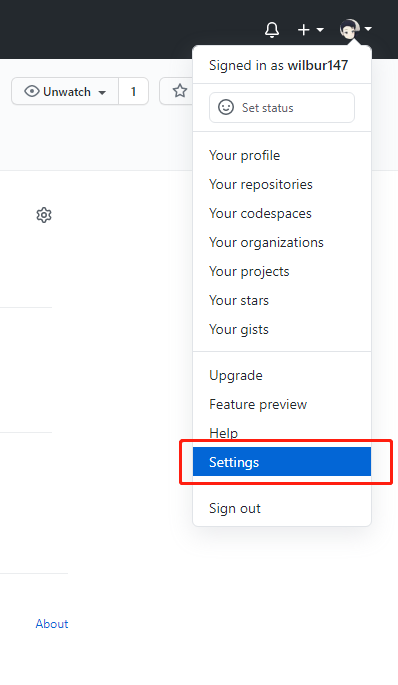 Signed in as wilbur147
Unwatch 1
Set status
Your profile
Your repositories
Your codespaces
Your organizations
Your projects
Your stars
Your gists
Upgrade
Feature preview
Help
Settings
Sign out
About